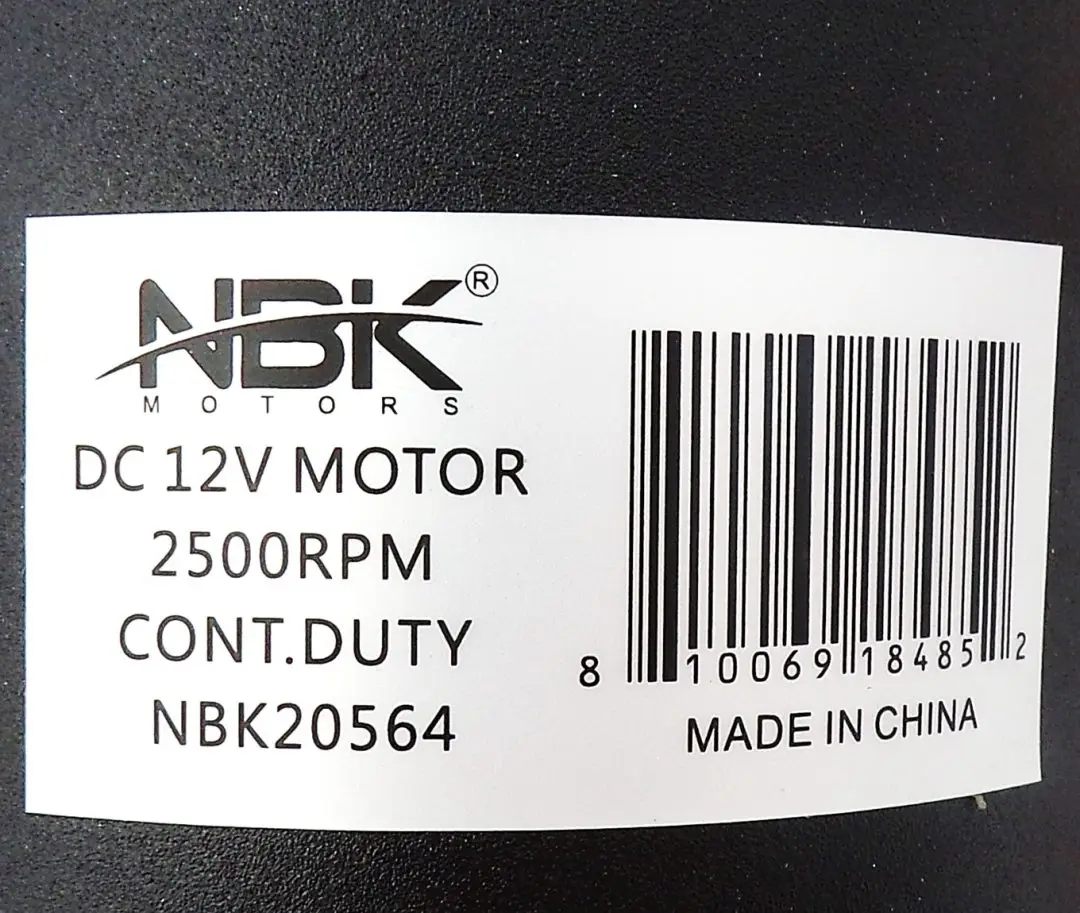 NBK®
MOTORS
DC 12V MOTOR
2500RPM
CONT.DUTY
NBK20564
8 10069 18485 2
MADE IN CHINA